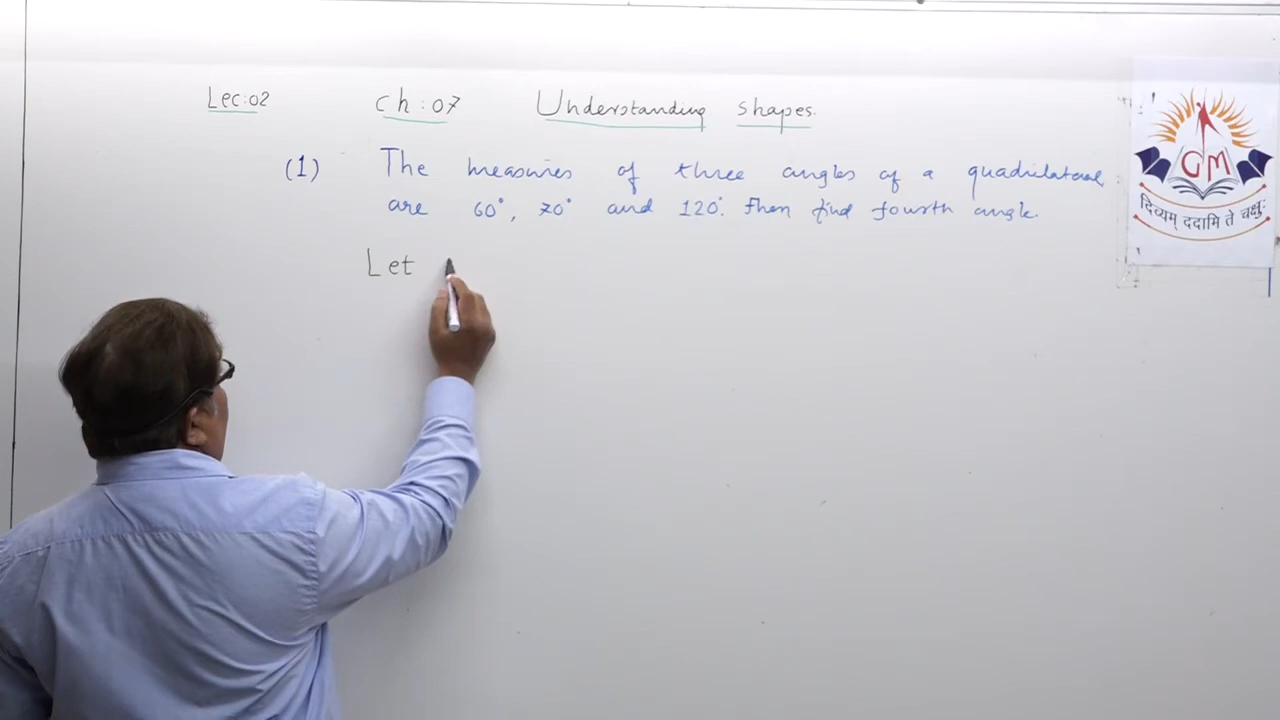 Lec:02 Ch:07 Understanding shapes.
(1) The measures of three angles of a quadrilateral
are 60°, 70° and 120°. then find fourth angle.
Let
GM
दिव्यम् ददामि ते चक्षुः